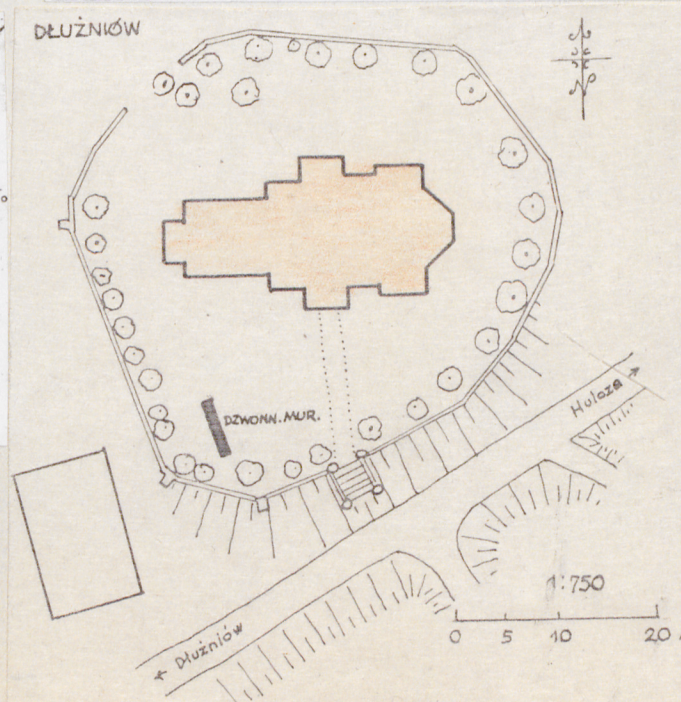 DŁUŻNIÓW
N
DZWONN. MUR.
Hulcze →
1:750
0 5 10 20
← Dłużniów